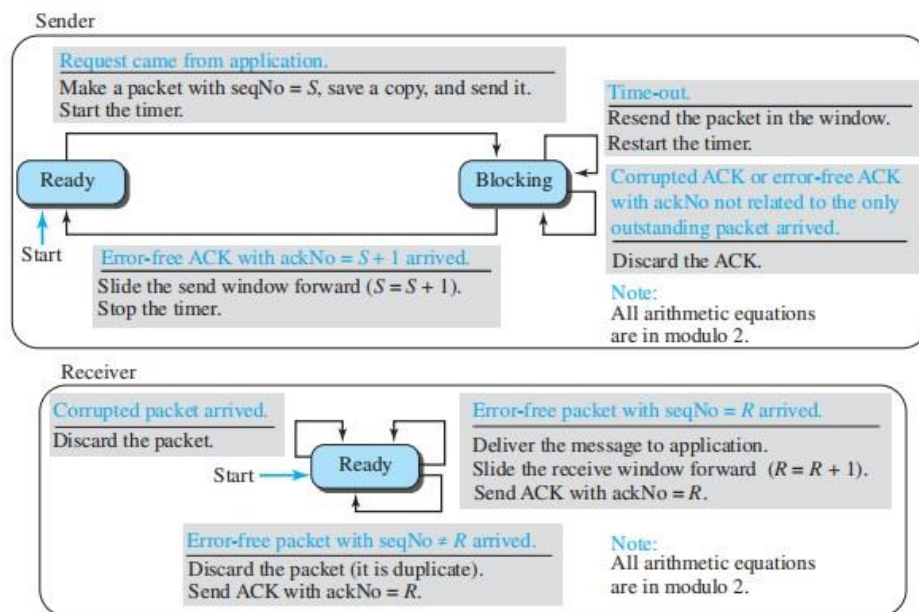 Sender
Request came from application.
Make a packet with seqNo = S, save a copy, and send it.
Start the timer.
Time-out.
Resend the packet in the window.
Restart the timer.
Ready
Blocking
Corrupted ACK or error-free ACK
with ackNo not related to the only
outstanding packet arrived.
Discard the ACK.
Start
Error-free ACK with ackNo = S + 1 arrived.
Slide the send window forward (S = S + 1).
Stop the timer.
Note:
All arithmetic equations
are in modulo 2.
Receiver
Corrupted packet arrived.
Discard the packet.
Error-free packet with seqNo = R arrived.
Deliver the message to application.
Slide the receive window forward (R = R + 1).
Send ACK with ackNo = R.
Start
Ready
Error-free packet with seqNo ≠ R arrived.
Discard the packet (it is duplicate).
Send ACK with ackNo = R.
Note:
All arithmetic equations
are in modulo 2.